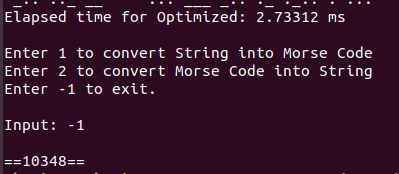 Elapsed time for Optimized: 2.73312 ms
Enter 1 to convert String into Morse Code
Enter 2 to convert Morse Code into String
Enter -1 to exit.
Input: -1
==10348==